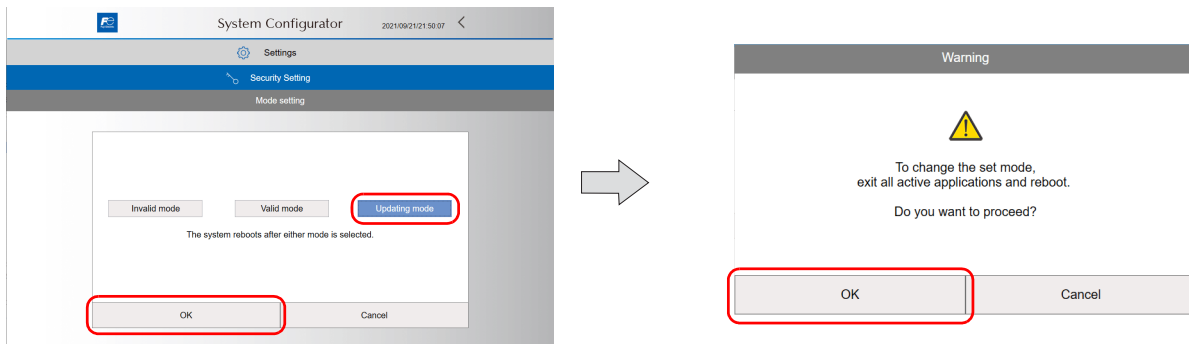 Fe
System Configurator
2021/09/21/21:50:07
Settings
Security Setting
Mode setting
Invalid mode
Valid mode
Updating mode
The system reboots after either mode is selected.
OK
Cancel
Warning
To change the set mode,
exit all active applications and reboot.
Do you want to proceed?
OK
Cancel